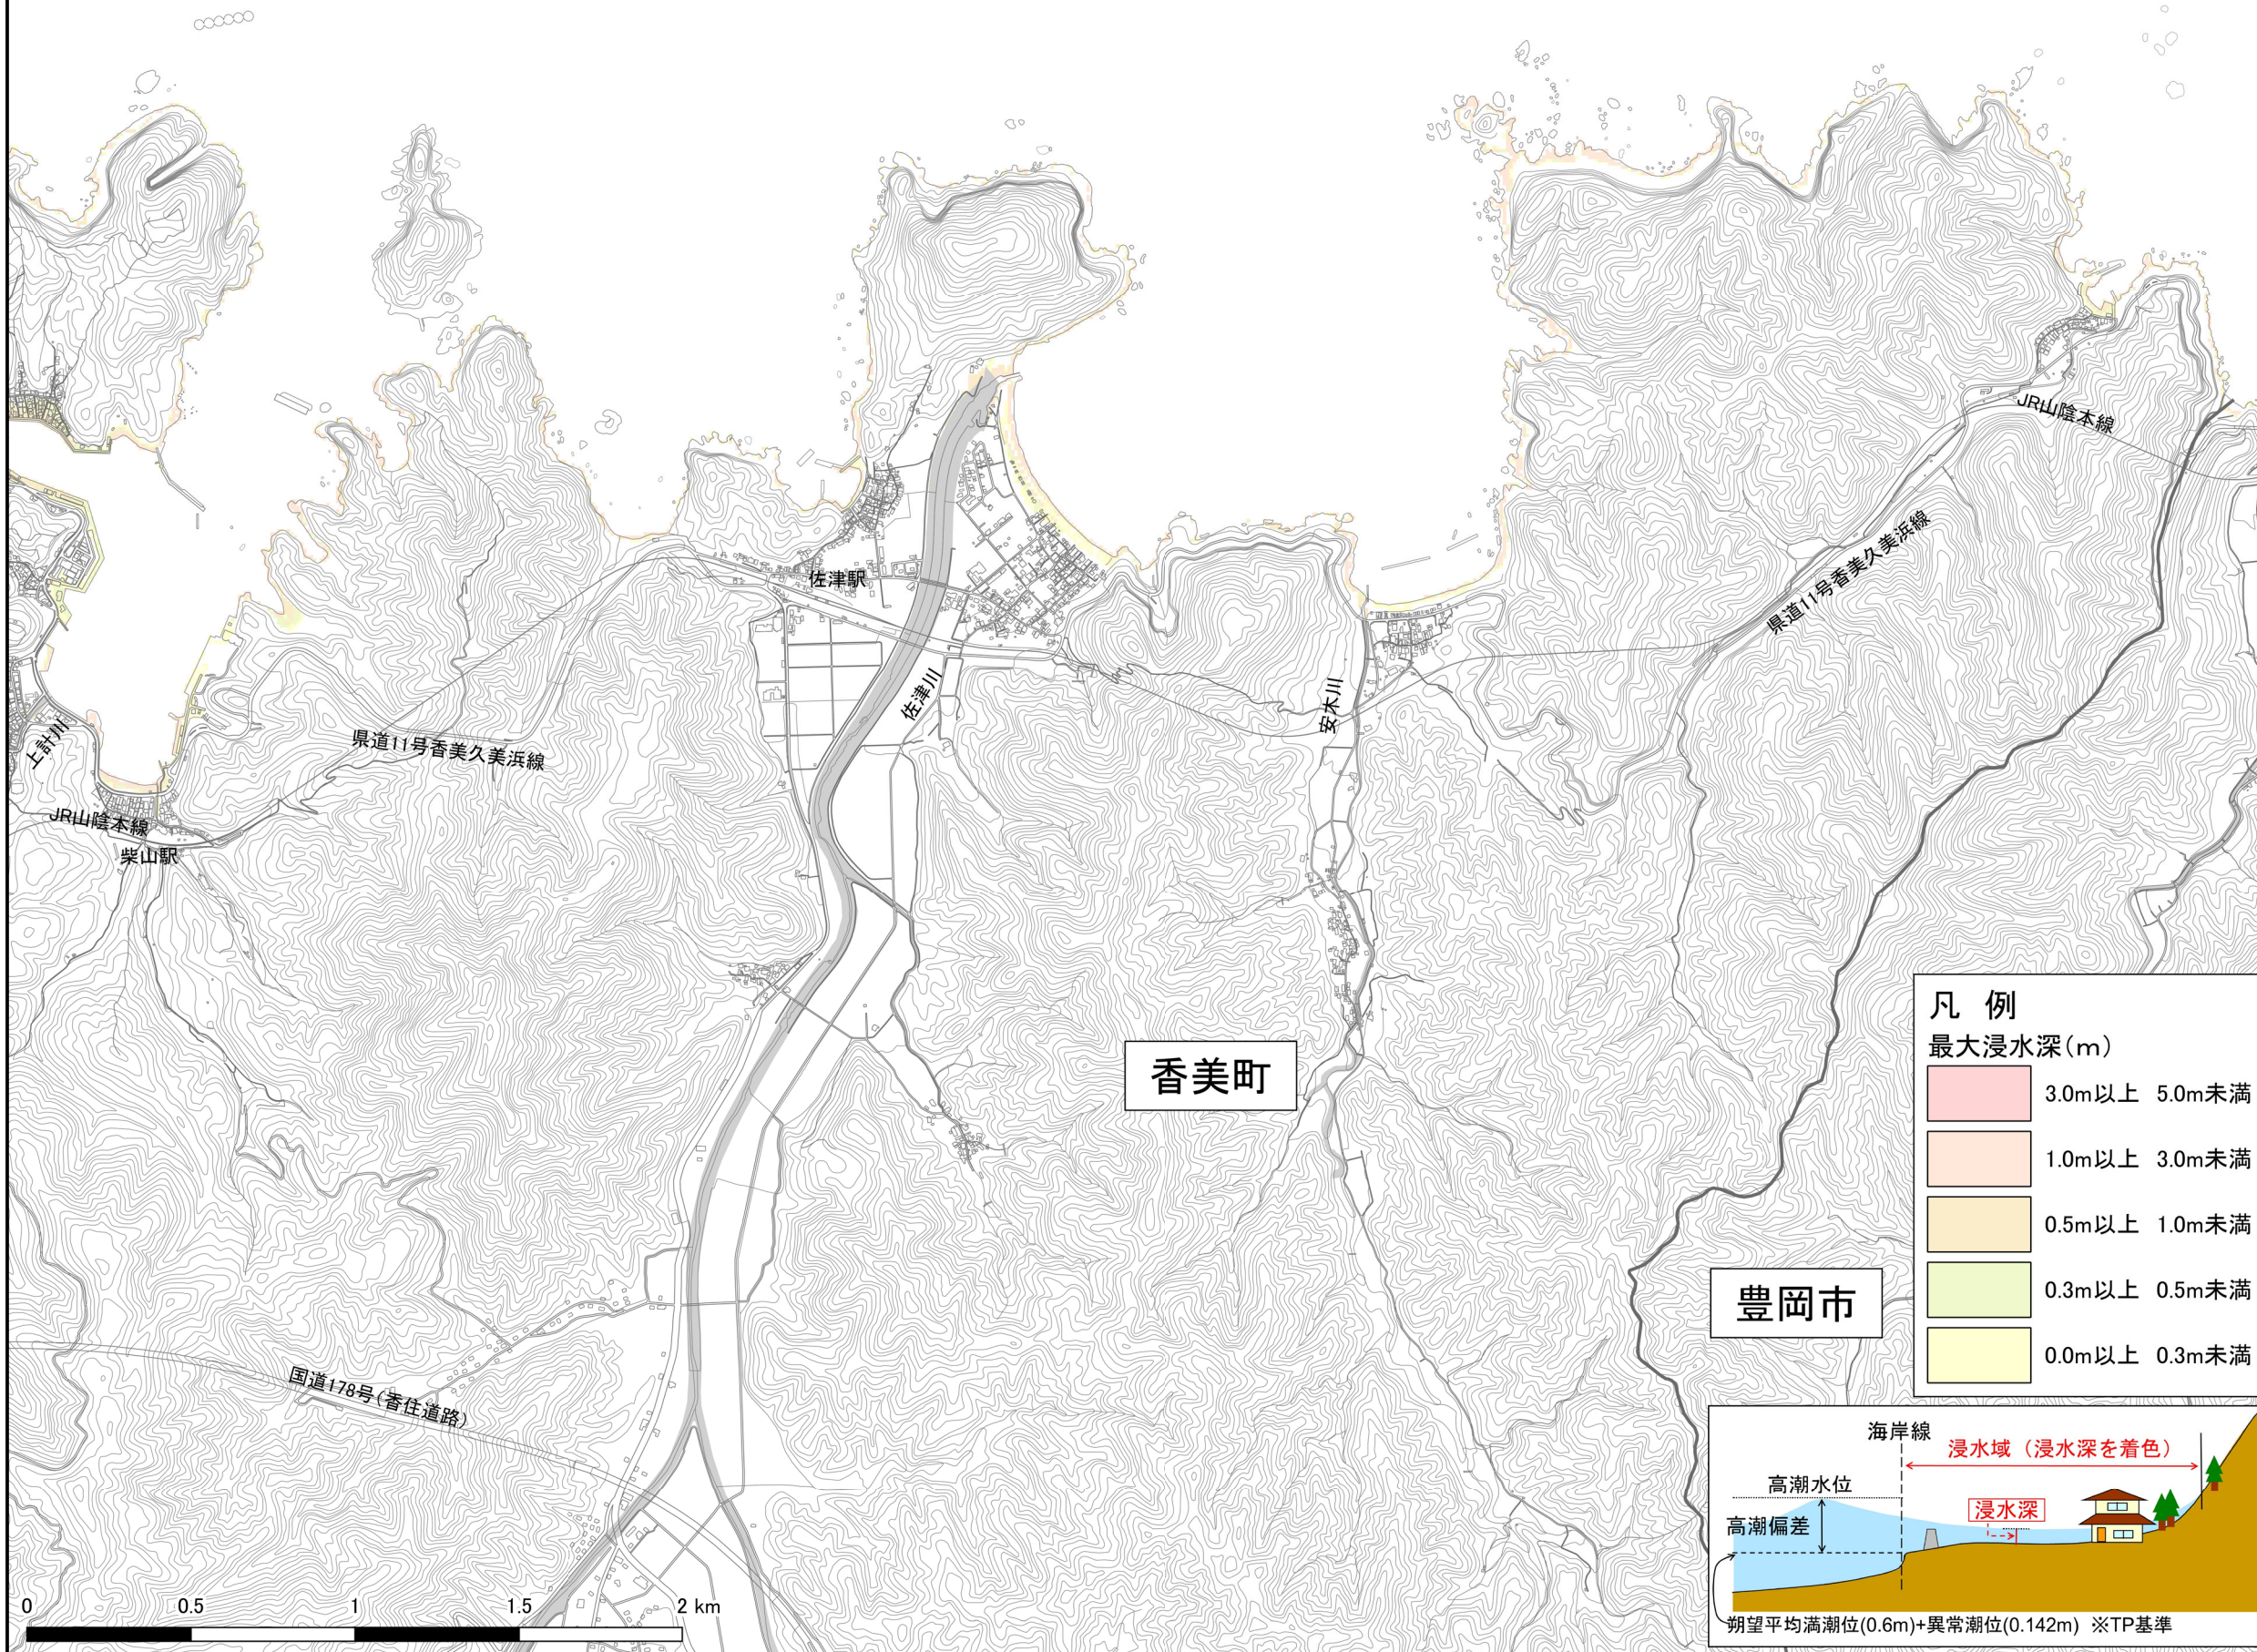 JR山陰本線
県道11号香美久美浜線
佐津駅
佐津川
安木川
上計川
県道11号香美久美浜線
JR山陰本線
柴山駅
香美町
豊岡市
国道178号(香住道路)
0 0.5 1 1.5 2 km
凡 例
最大浸水深(m)
3.0m以上 5.0m未満
1.0m以上 3.0m未満
0.5m以上 1.0m未満
0.3m以上 0.5m未満
0.0m以上 0.3m未満
海岸線
浸水域（浸水深を着色）
高潮水位
浸水深
高潮偏差
朔望平均満潮位(0.6m)+異常潮位(0.142m) ※TP基準